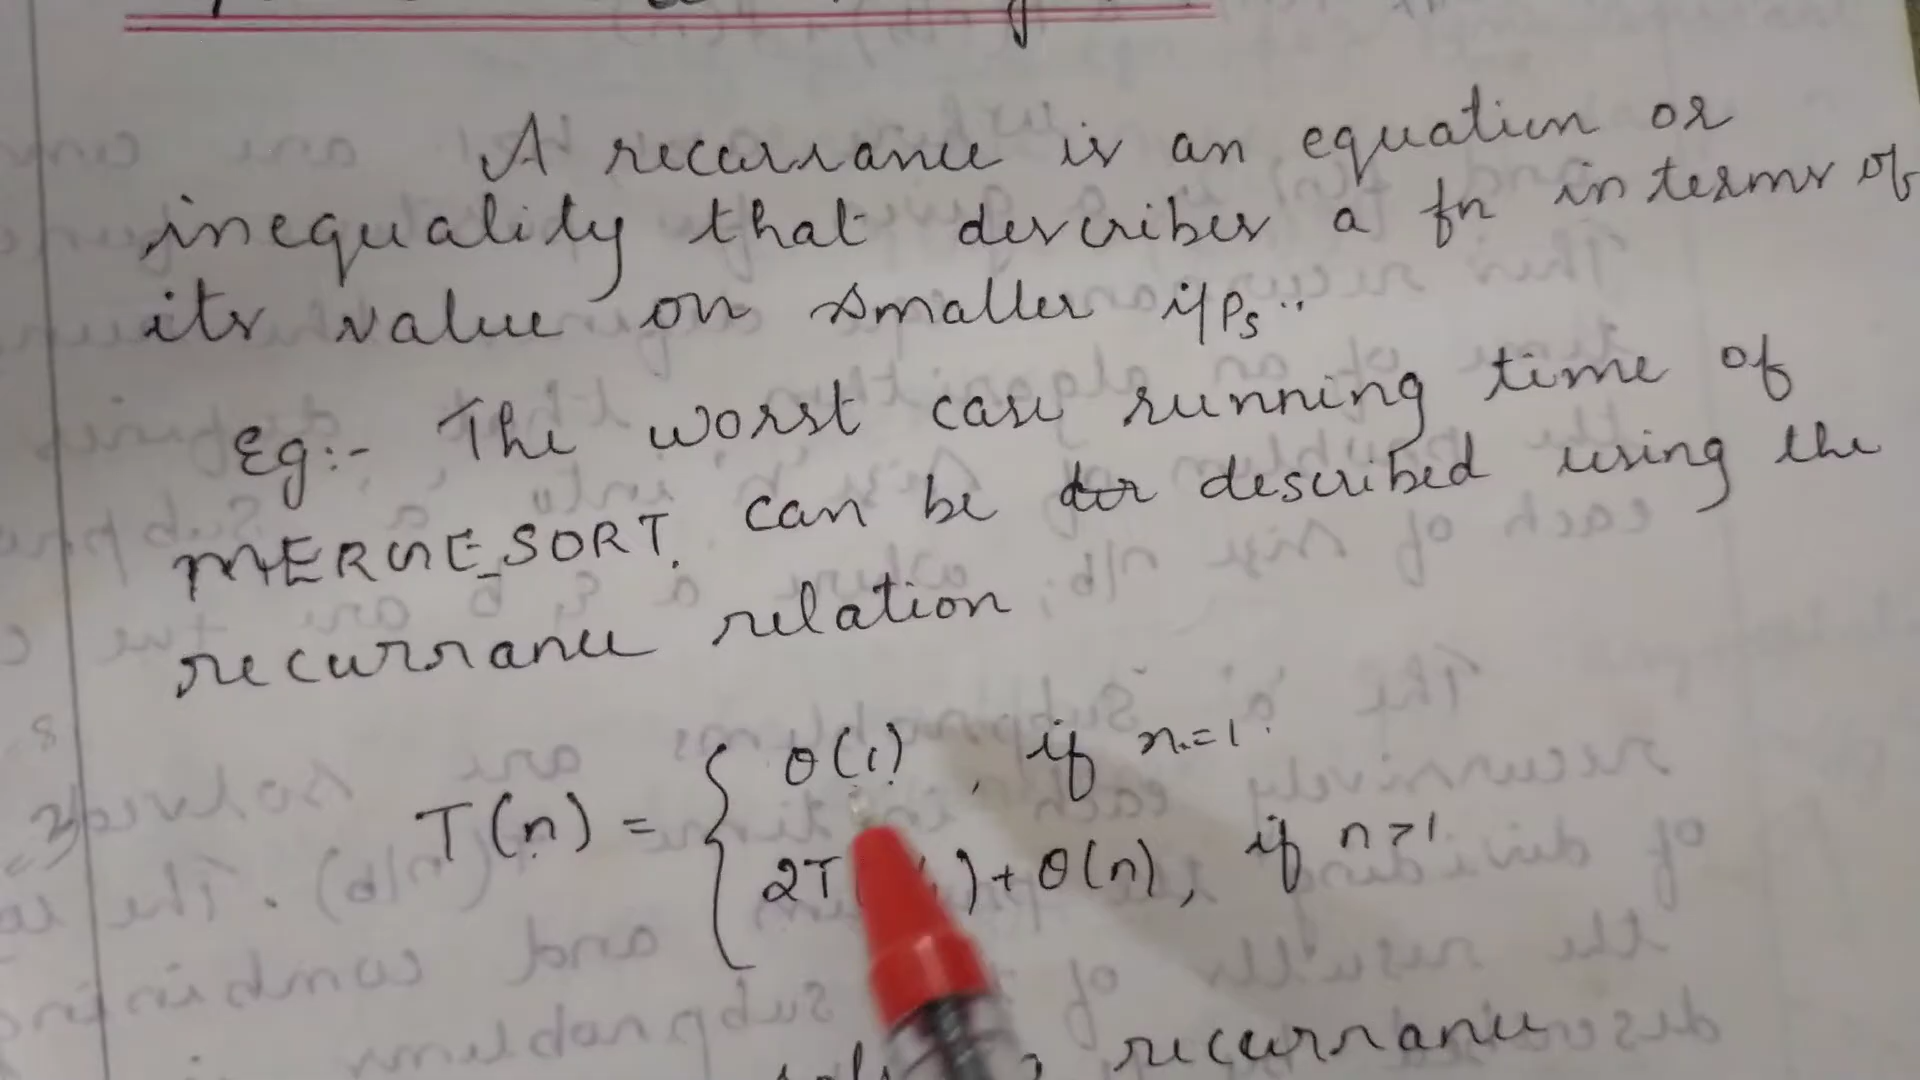 A recurrance is an equation or
inequality that describes a fn in terms of
its value on smaller i/Ps..
Eg:- The worst case running time of
MERGE_SORT. can be described using the
recurrance relation
T(n) = { θ(1) , if n=1
2T( ) + θ(n), if n>1
recurrance